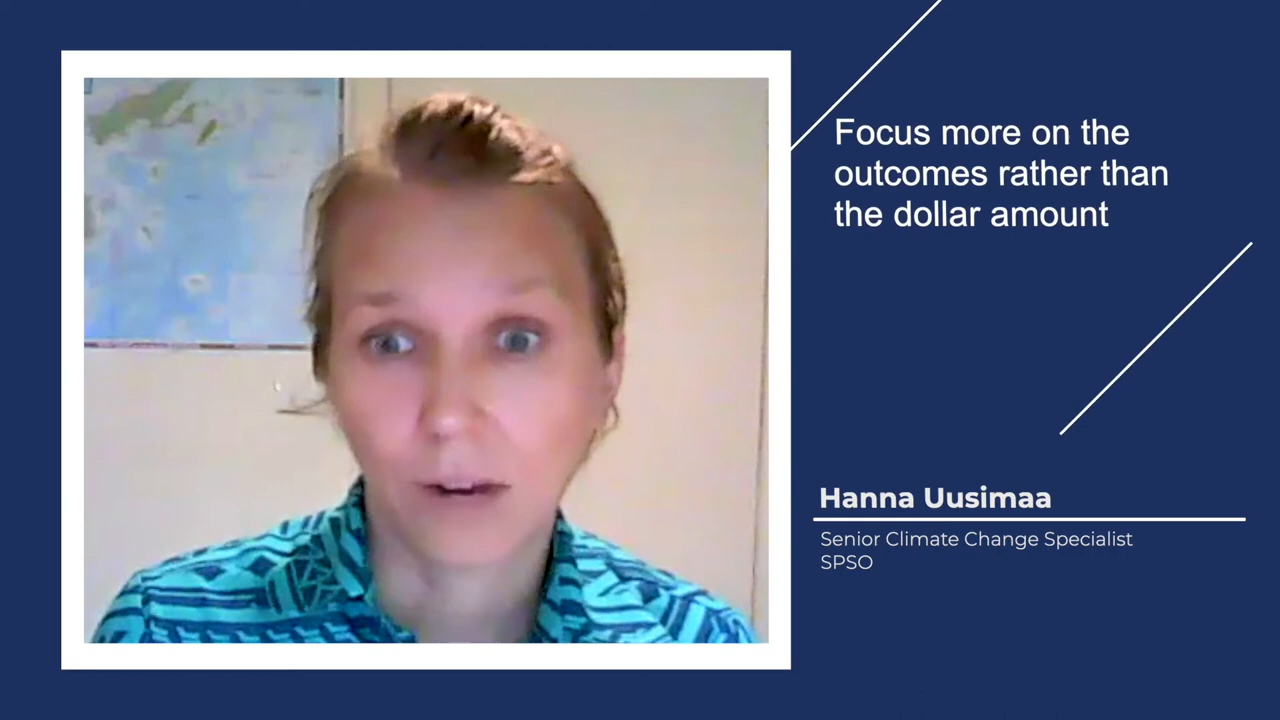 Focus more on the
outcomes rather than
the dollar amount
Hanna Uusimaa
Senior Climate Change Specialist
SPSO